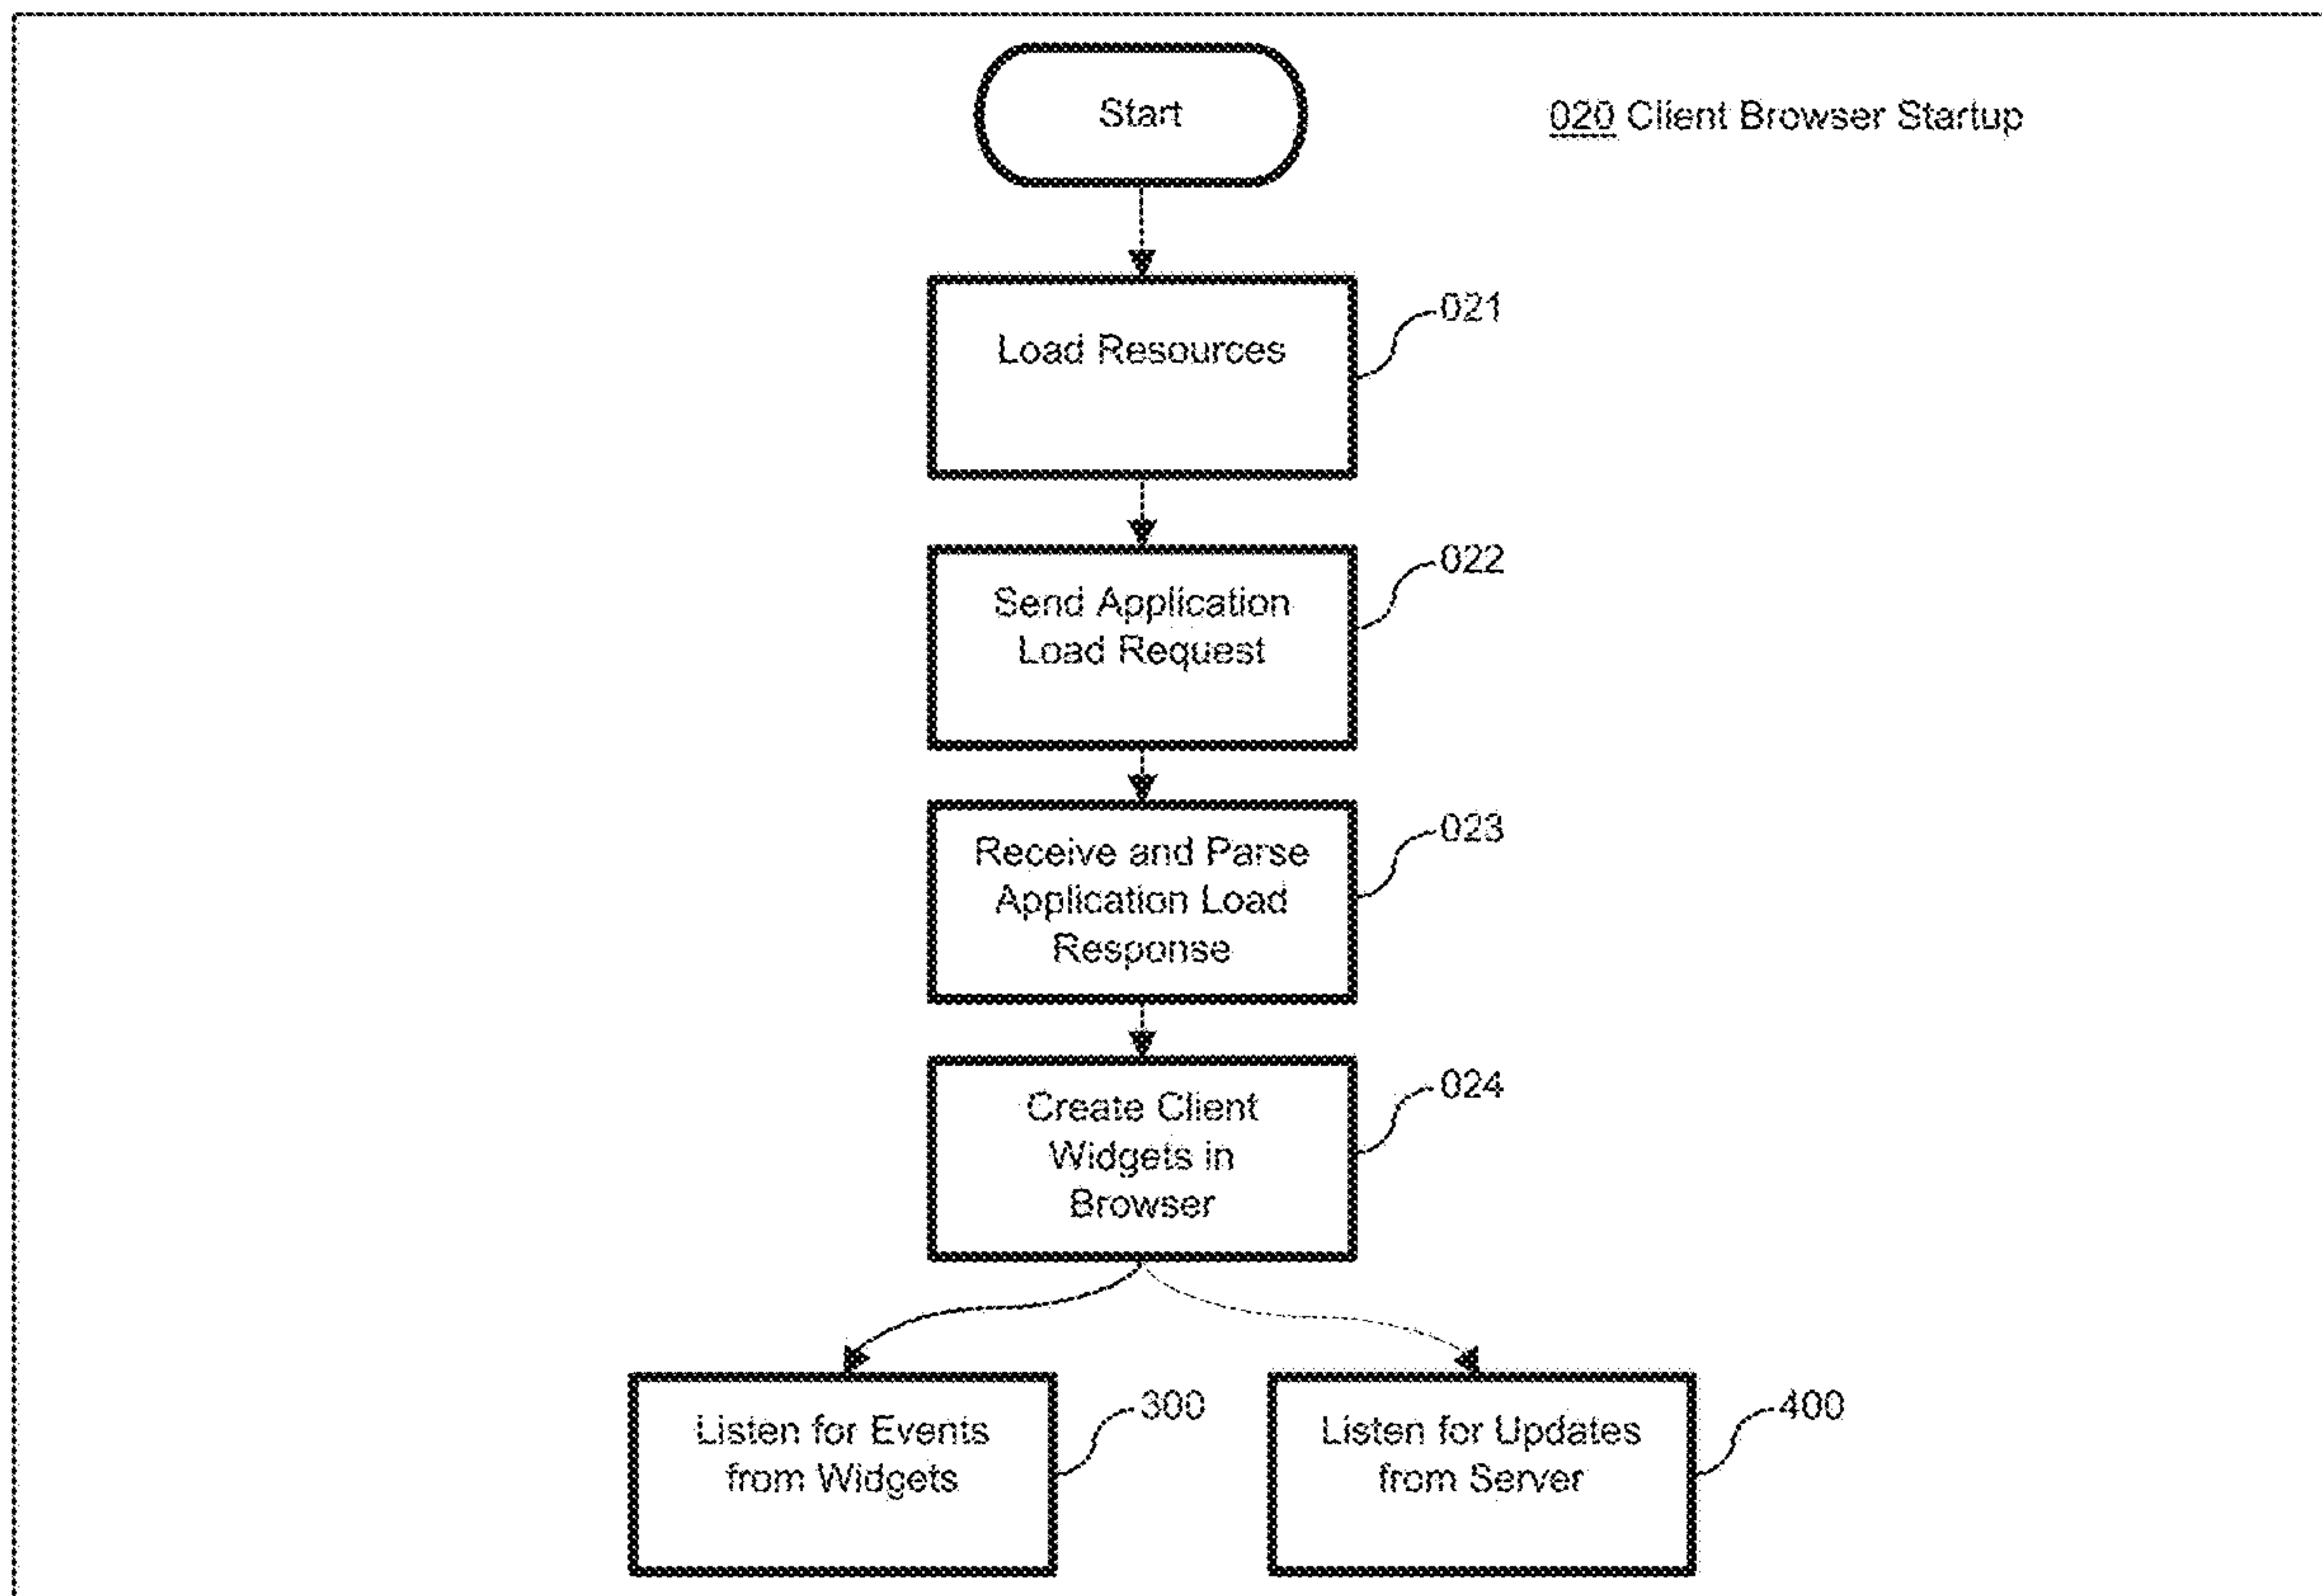 Start
020 Client Browser Startup
021
Load Resources
022
Send Application
Load Request
023
Receive and Parse
Application Load
Response
024
Create Client
Widgets in
Browser
300
Listen for Events
from Widgets
400
Listen for Updates
from Server